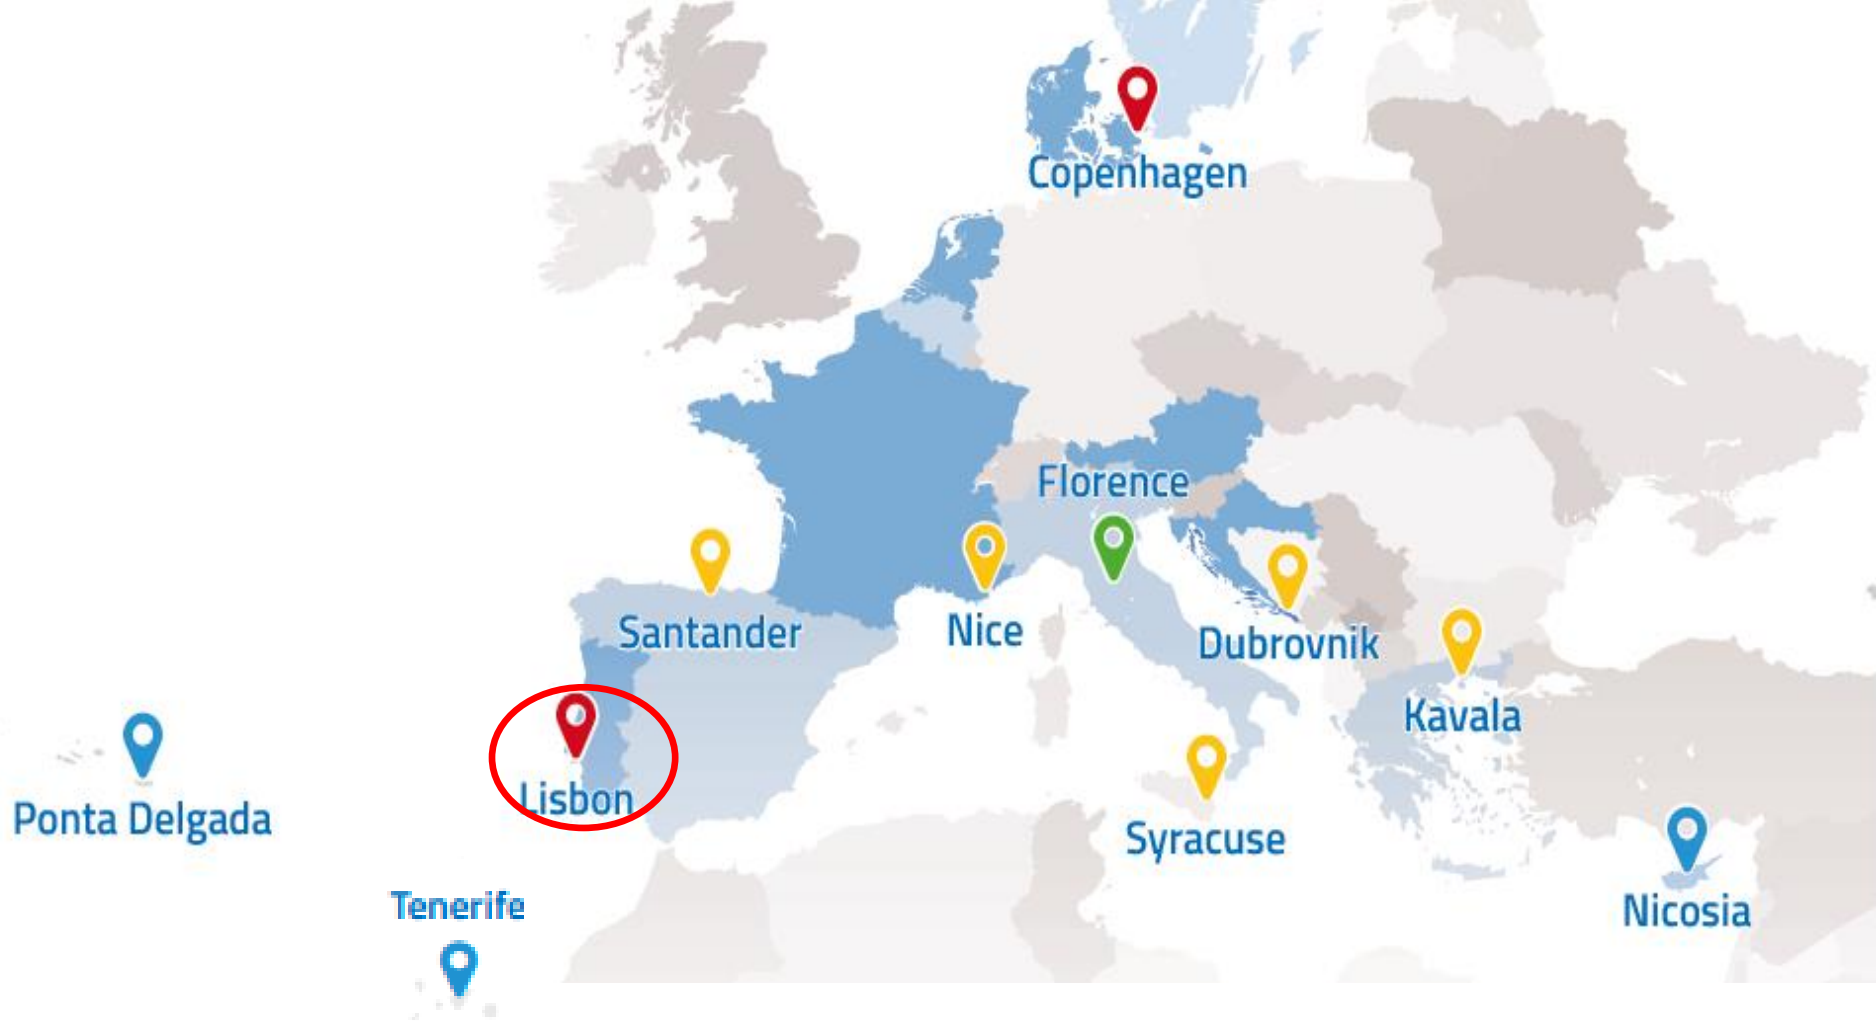 Copenhagen
Florence
Santander
Nice
Dubrovnik
Kavala
Lisbon
Ponta Delgada
Syracuse
Tenerife
Nicosia